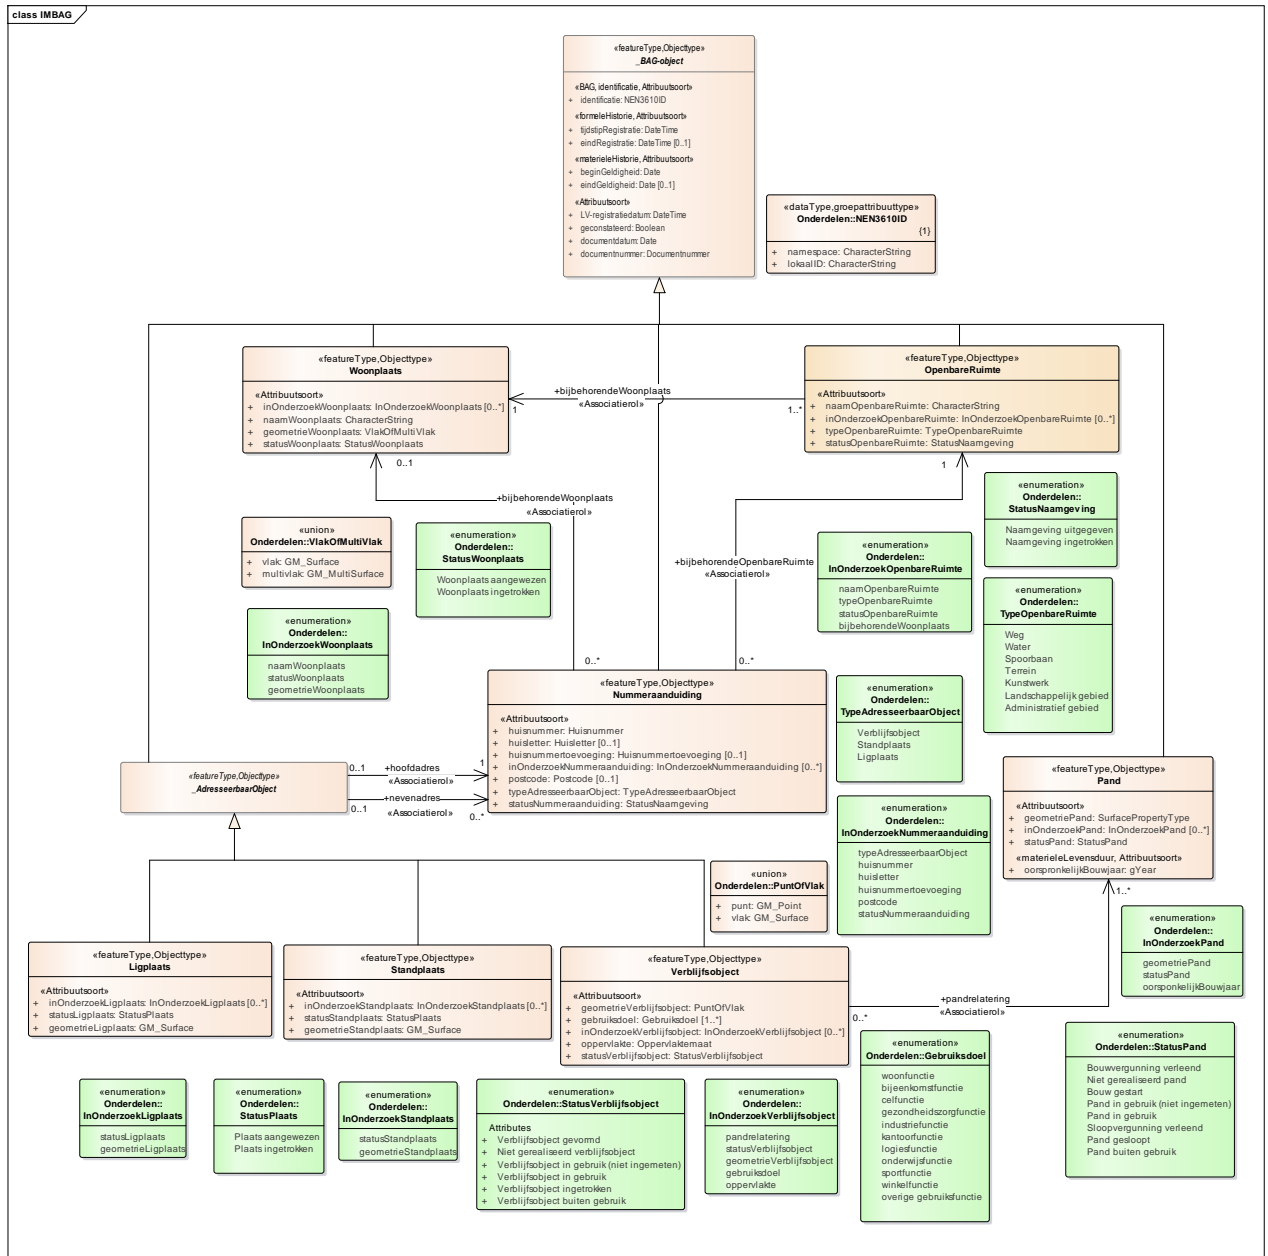 class IMBAG
«featureType,Objecttype»
_BAG-object
«BAG, identificatie, Attribuutsoort»
+ identificatie: NEN3610ID
«formeleHistorie, Attribuutsoort»
+ tijdstipRegistratie: DateTime
+ eindRegistratie: DateTime [0..1]
«materieleHistorie, Attribuutsoort»
+ beginGeldigheid: Date
+ eindGeldigheid: Date [0..1]
«Attribuutsoort»
+ LV-registratiedatum: DateTime
+ geconstateerd: Boolean
+ documentdatum: Date
+ documentnummer: Documentnummer
«dataType,groepattribuuttype»
Onderdelen::NEN3610ID
{1}
+ namespace: CharacterString
+ lokaalID: CharacterString
«featureType,Objecttype»
Woonplaats
«Attribuutsoort»
+ inOnderzoekWoonplaats: InOnderzoekWoonplaats [0..*]
+ naamWoonplaats: CharacterString
+ geometrieWoonplaats: VlakOfMultiVlak
+ statusWoonplaats: StatusWoonplaats
+bijbehorendeWoonplaats
«Associatierol»
1
1..*
«featureType,Objecttype»
OpenbareRuimte
«Attribuutsoort»
+ naamOpenbareRuimte: CharacterString
+ inOnderzoekOpenbareRuimte: InOnderzoekOpenbareRuimte [0..*]
+ typeOpenbareRuimte: TypeOpenbareRuimte
+ statusOpenbareRuimte: StatusNaamgeving
0..1
1
+bijbehorendeWoonplaats
«Associatierol»
+bijbehorendeOpenbareRuimte
«Associatierol»
«union»
Onderdelen::VlakOfMultiVlak
+ vlak: GM_Surface
+ multivlak: GM_MultiSurface
«enumeration»
Onderdelen::
StatusWoonplaats
Woonplaats aangewezen
Woonplaats ingetrokken
«enumeration»
Onderdelen::
InOnderzoekWoonplaats
naamWoonplaats
statusWoonplaats
geometrieWoonplaats
«enumeration»
Onderdelen::
StatusNaamgeving
Naamgeving uitgegeven
Naamgeving ingetrokken
«enumeration»
Onderdelen::
InOnderzoekOpenbareRuimte
naamOpenbareRuimte
typeOpenbareRuimte
statusOpenbareRuimte
bijbehorendeWoonplaats
«enumeration»
Onderdelen::
TypeOpenbareRuimte
Weg
Water
Spoorbaan
Terrein
Kunstwerk
Landschappelijk gebied
Administratief gebied
0..*
0..*
«featureType,Objecttype»
Nummeraanduiding
«Attribuutsoort»
+ huisnummer: Huisnummer
+ huisletter: Huisletter [0..1]
+ huisnummertoevoeging: Huisnummertoevoeging [0..1]
+ inOnderzoekNummeraanduiding: InOnderzoekNummeraanduiding [0..*]
+ postcode: Postcode [0..1]
+ typeAdresseerbaarObject: TypeAdresseerbaarObject
+ statusNummeraanduiding: StatusNaamgeving
«enumeration»
Onderdelen::
TypeAdresseerbaarObject
Verblijfsobject
Standplaats
Ligplaats
«featureType,Objecttype»
_AdresseerbaarObject
0..1
+hoofdadres
«Associatierol»
1
0..1
+nevenadres
«Associatierol»
0..*
«featureType,Objecttype»
Pand
«Attribuutsoort»
+ geometriePand: SurfacePropertyType
+ inOnderzoekPand: InOnderzoekPand [0..*]
+ statusPand: StatusPand
«materieleLevensduur, Attribuutsoort»
+ oorspronkelijkBouwjaar: gYear
«enumeration»
Onderdelen::
InOnderzoekNummeraanduiding
typeAdresseerbaarObject
huisnummer
huisletter
huisnummertoevoeging
postcode
statusNummeraanduiding
«union»
Onderdelen::PuntOfVlak
+ punt: GM_Point
+ vlak: GM_Surface
1..*
«enumeration»
Onderdelen::
InOnderzoekPand
geometriePand
statusPand
oorsponkelijkBouwjaar
«featureType,Objecttype»
Ligplaats
«Attribuutsoort»
+ inOnderzoekLigplaats: InOnderzoekLigplaats [0..*]
+ statusLigplaats: StatusPlaats
+ geometrieLigplaats: GM_Surface
«featureType,Objecttype»
Standplaats
«Attribuutsoort»
+ inOnderzoekStandplaats: InOnderzoekStandplaats [0..*]
+ statusStandplaats: StatusPlaats
+ geometrieStandplaats: GM_Surface
«featureType,Objecttype»
Verblijfsobject
«Attribuutsoort»
+ geometrieVerblijfsobject: PuntOfVlak
+ gebruiksdoel: Gebruiksdoel [1..*]
+ inOnderzoekVerblijfsobject: InOnderzoekVerblijfsobject [0..*]
+ oppervlakte: Oppervlaktemaat
+ statusVerblijfsobject: StatusVerblijfsobject
+pandrelatering
«Associatierol»
0..*
«enumeration»
Onderdelen::Gebruiksdoel
woonfunctie
bijeenkomstfunctie
celfunctie
gezondheidszorgfunctie
industriefunctie
kantoorfunctie
logiesfunctie
onderwijsfunctie
sportfunctie
winkelfunctie
overige gebruiksfunctie
«enumeration»
Onderdelen::StatusPand
Bouwvergunning verleend
Niet gerealiseerd pand
Bouw gestart
Pand in gebruik (niet ingemeten)
Pand in gebruik
Sloopvergunning verleend
Pand gesloopt
Pand buiten gebruik
«enumeration»
Onderdelen::
InOnderzoekLigplaats
statusLigplaats
geometrieLigplaats
«enumeration»
Onderdelen::
StatusPlaats
Plaats aangewezen
Plaats ingetrokken
«enumeration»
Onderdelen::
InOnderzoekStandplaats
statusStandplaats
geometrieStandplaats
«enumeration»
Onderdelen::StatusVerblijfsobject
Attributes
+ Verblijfsobject gevormd
+ Niet gerealiseerd verblijfsobject
+ Verblijfsobject in gebruik (niet ingemeten)
+ Verblijfsobject in gebruik
+ Verblijfsobject ingetrokken
+ Verblijfsobject buiten gebruik
«enumeration»
Onderdelen::
InOnderzoekVerblijfsobject
pandrelatering
statusVerblijfsobject
geometrieVerblijfsobject
gebruiksdoel
oppervlakte